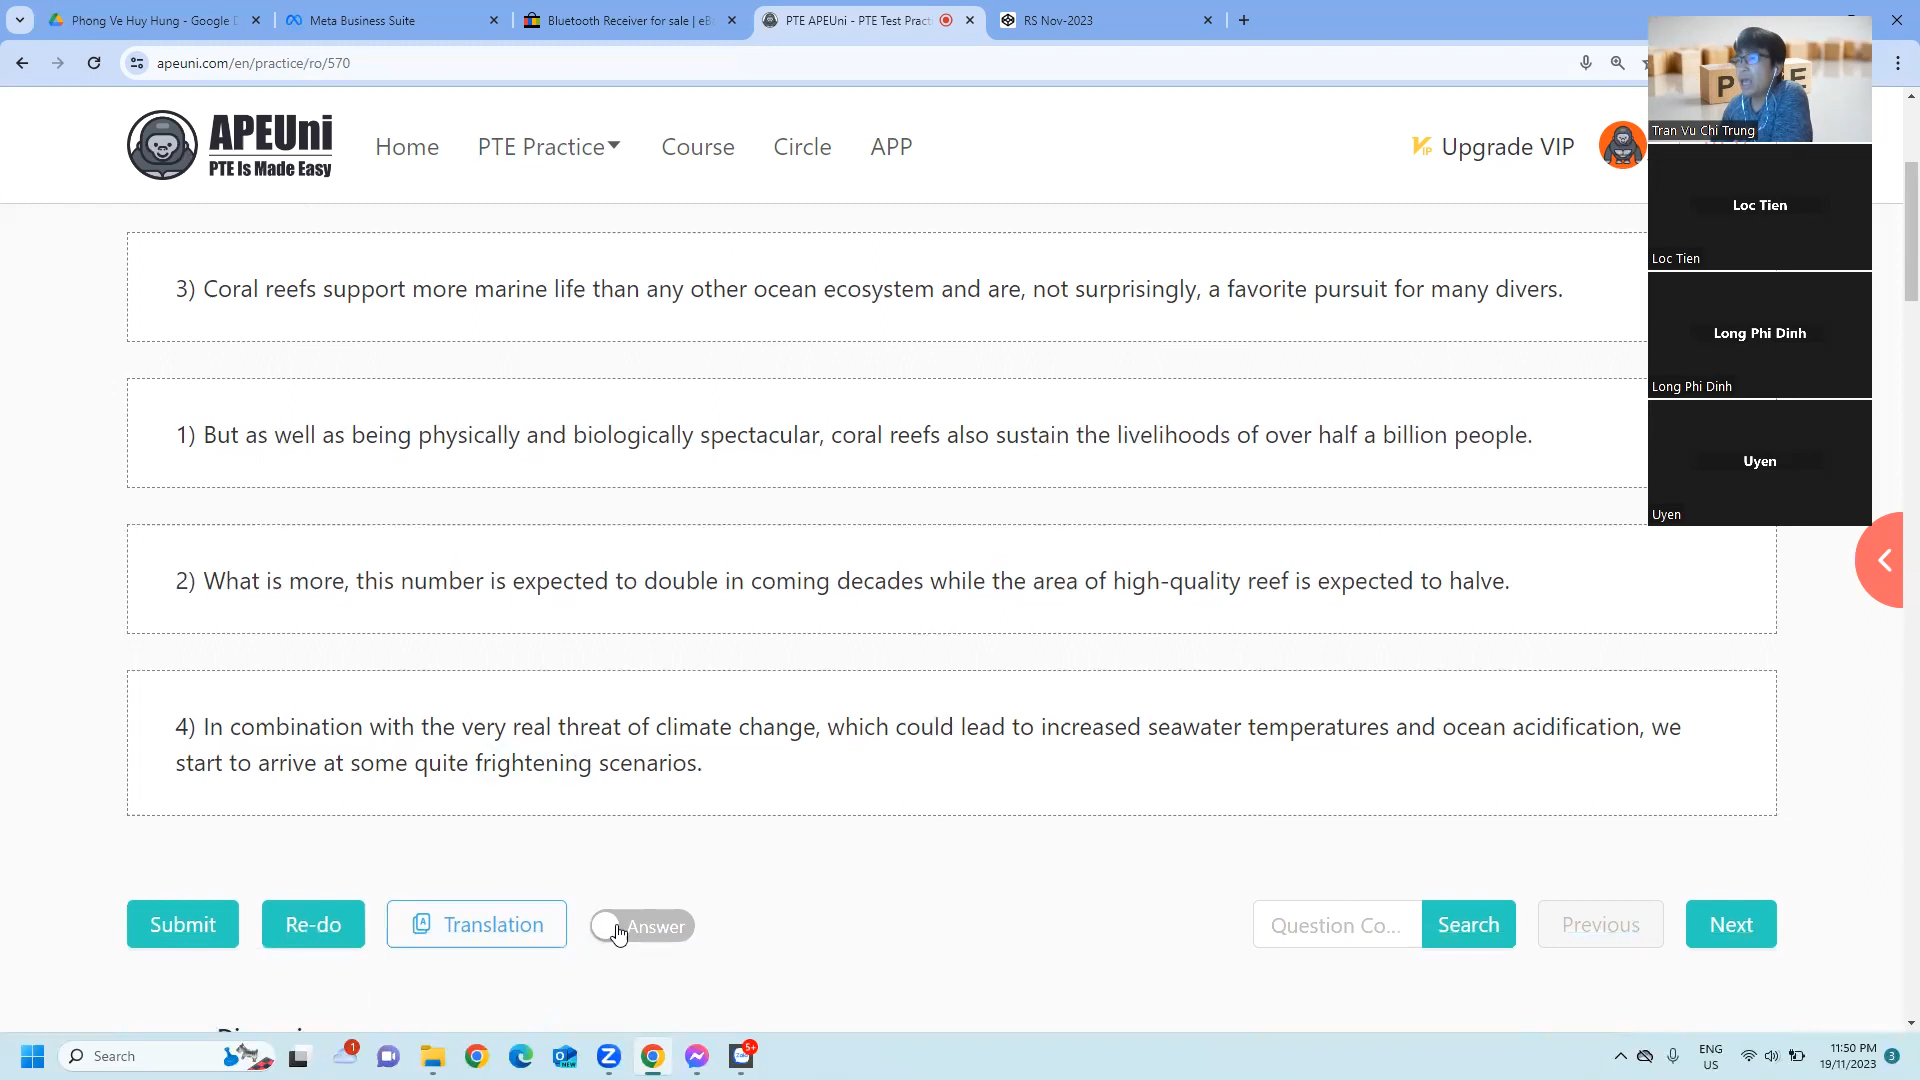 Phong Ve Huy Hung - Google D
Meta Business Suite
Bluetooth Receiver for sale | eB
PTE APEUni - PTE Test Pract
RS Nov-2023
apeuni.com/en/practice/ro/570
APEUni
PTE Is Made Easy
Home
PTE Practice
Course
Circle
APP
VIP
Upgrade VIP
P E
Tran Vu Chi Trung
Loc Tien
Loc Tien
Long Phi Dinh
Long Phi Dinh
Uyen
Uyen
3) Coral reefs support more marine life than any other ocean ecosystem and are, not surprisingly, a favorite pursuit for many divers.
1) But as well as being physically and biologically spectacular, coral reefs also sustain the livelihoods of over half a billion people.
2) What is more, this number is expected to double in coming decades while the area of high-quality reef is expected to halve.
4) In combination with the very real threat of climate change, which could lead to increased seawater temperatures and ocean acidification, we
start to arrive at some quite frightening scenarios.
Submit
Re-do
Translation
Answer
Question Co...
Search
Previous
Next
Search
1
NEW
Zalo
5+
ENG
US
11:50 PM
19/11/2023
3